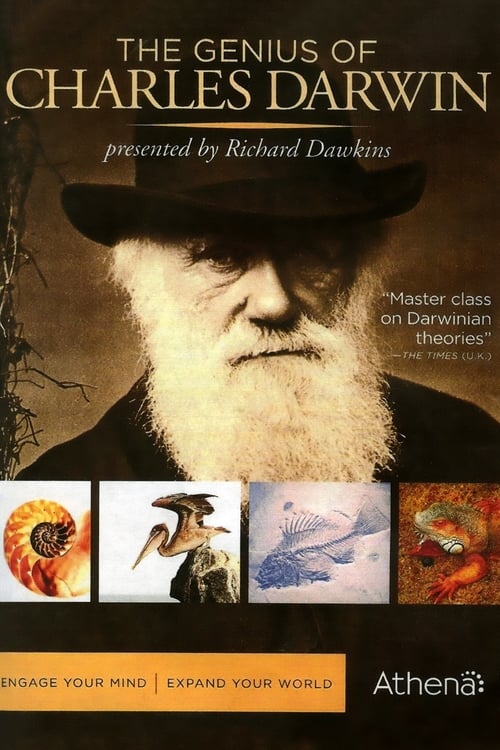 THE GENIUS OF
CHARLES DARWIN
presented by Richard Dawkins
“Master class
on Darwinian
theories”
—THE TIMES (U.K.)
ENGAGE YOUR MIND | EXPAND YOUR WORLD
Athena